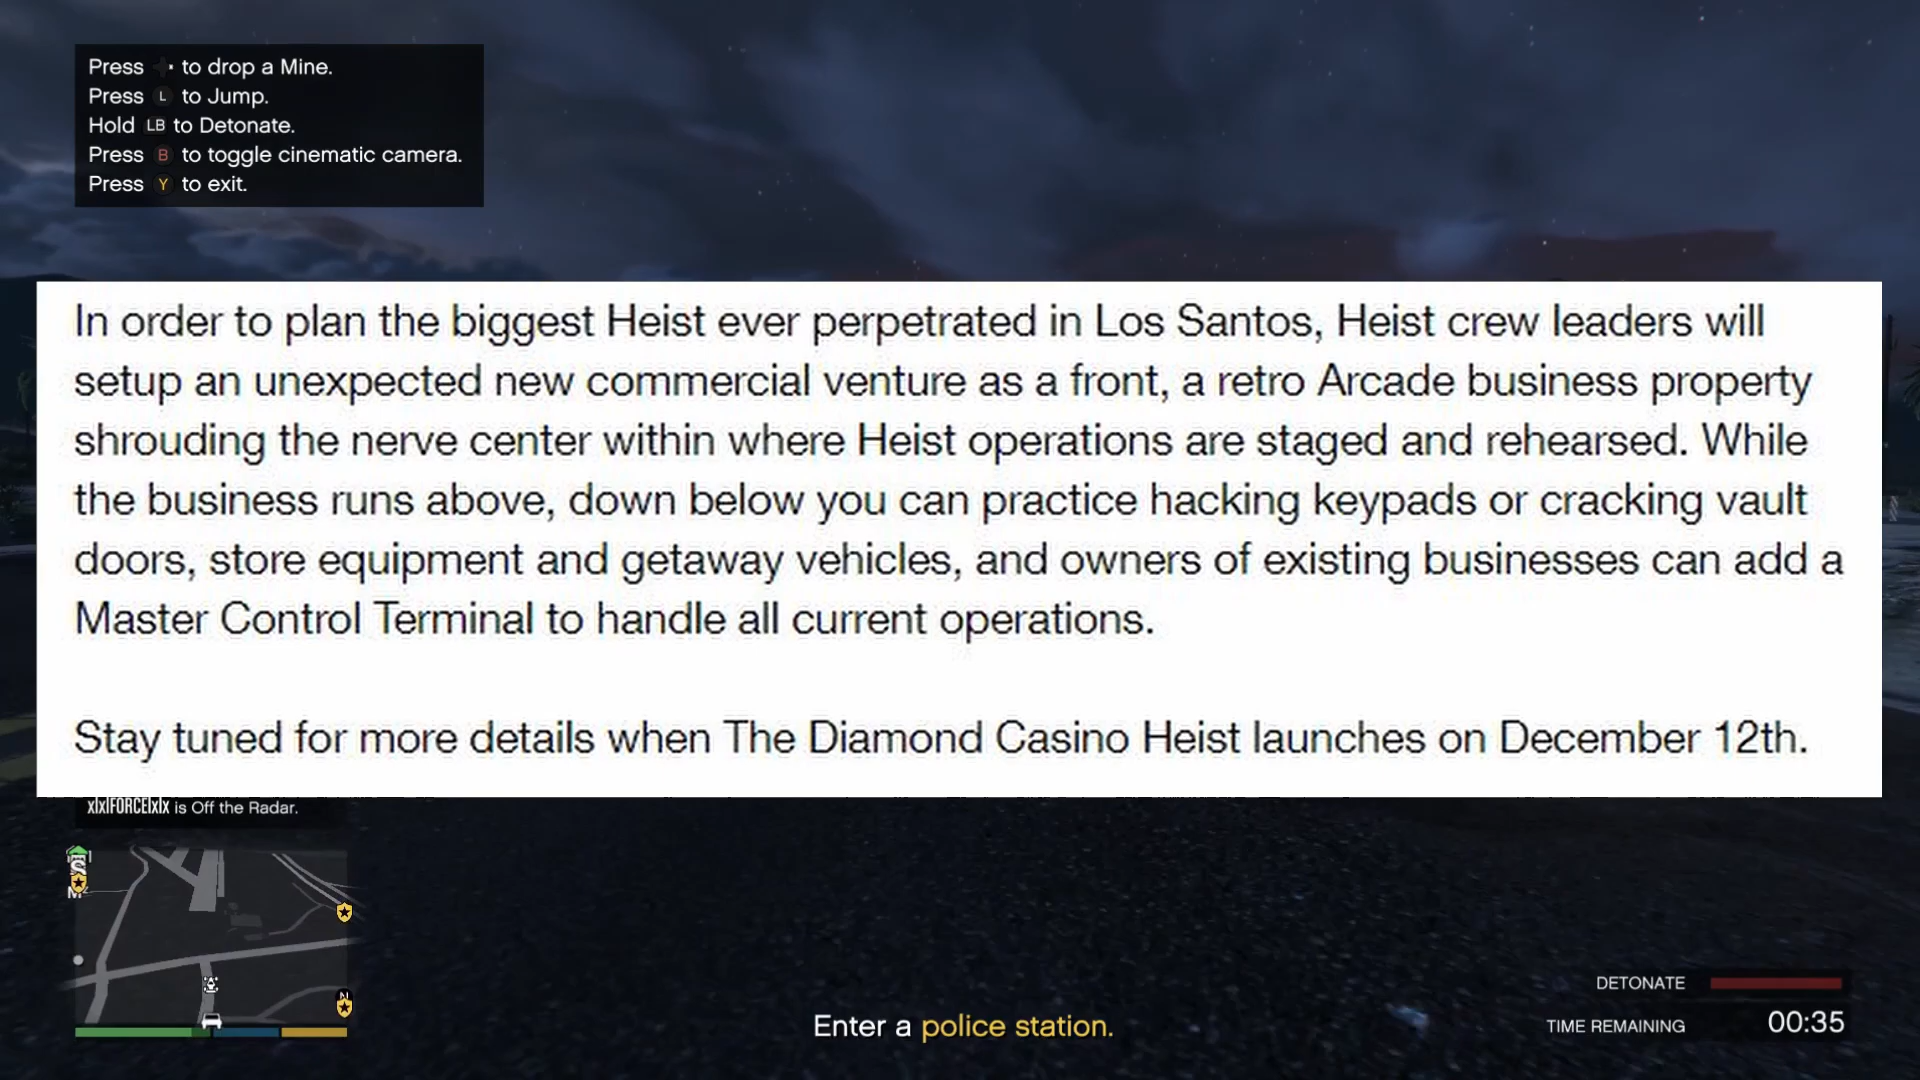 Press to drop a Mine.
Press L to Jump.
Hold LB to Detonate.
Press B to toggle cinematic camera.
Press Y to exit.
In order to plan the biggest Heist ever perpetrated in Los Santos, Heist crew leaders will
setup an unexpected new commercial venture as a front, a retro Arcade business property
shrouding the nerve center within where Heist operations are staged and rehearsed. While
the business runs above, down below you can practice hacking keypads or cracking vault
doors, store equipment and getaway vehicles, and owners of existing businesses can add a
Master Control Terminal to handle all current operations.
Stay tuned for more details when The Diamond Casino Heist launches on December 12th.
xIxIFORCEIxIx is Off the Radar.
S
M
N
DETONATE
Enter a police station.
TIME REMAINING 00:35